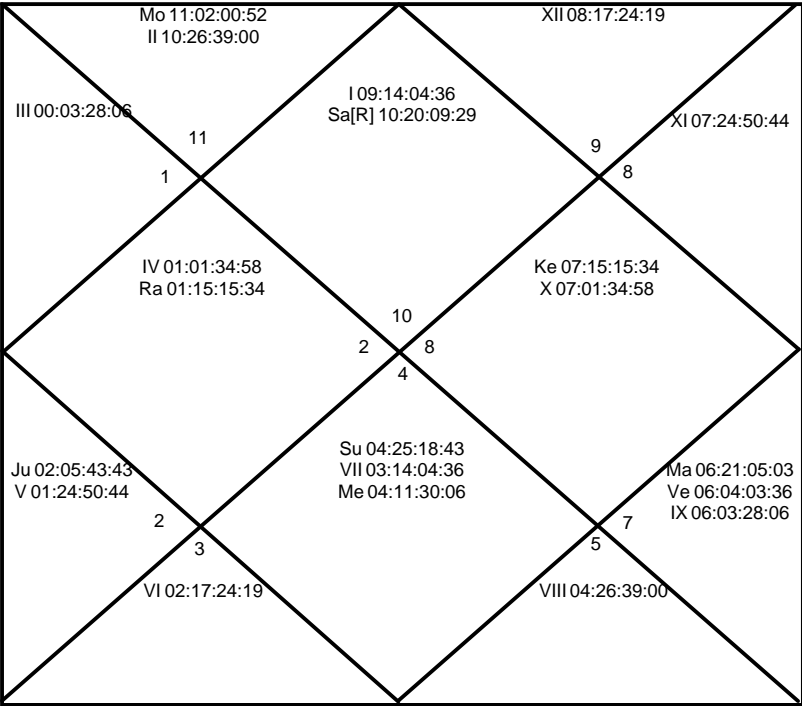 Mo 11:02:00:52
II 10:26:39:00
XII 08:17:24:19
I 09:14:04:36
Sa[R] 10:20:09:29
III 00:03:28:06
XI 07:24:50:44
11
9
1
8
IV 01:01:34:58
Ra 01:15:15:34
Ke 07:15:15:34
X 07:01:34:58
10
2
8
4
Su 04:25:18:43
VII 03:14:04:36
Me 04:11:30:06
Ju 02:05:43:43
V 01:24:50:44
Ma 06:21:05:03
Ve 06:04:03:36
IX 06:03:28:06
2
7
3
5
VI 02:17:24:19
VIII 04:26:39:00